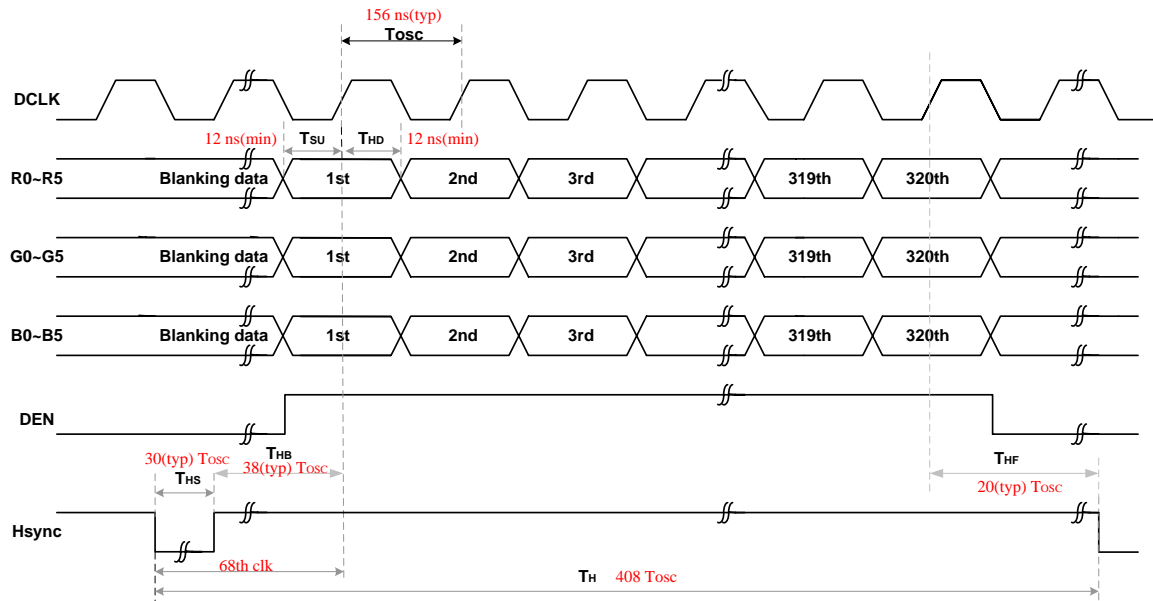 156 ns(typ)
Tosc
DCLK
12 ns(min) TSU THD 12 ns(min)
R0~R5 Blanking data 1st 2nd 3rd 319th 320th
G0~G5 Blanking data 1st 2nd 3rd 319th 320th
B0~B5 Blanking data 1st 2nd 3rd 319th 320th
DEN
30(typ) Tosc THB THF
THS 38(typ) Tosc 20(typ) Tosc
Hsync
68th clk
TH 408 Tosc